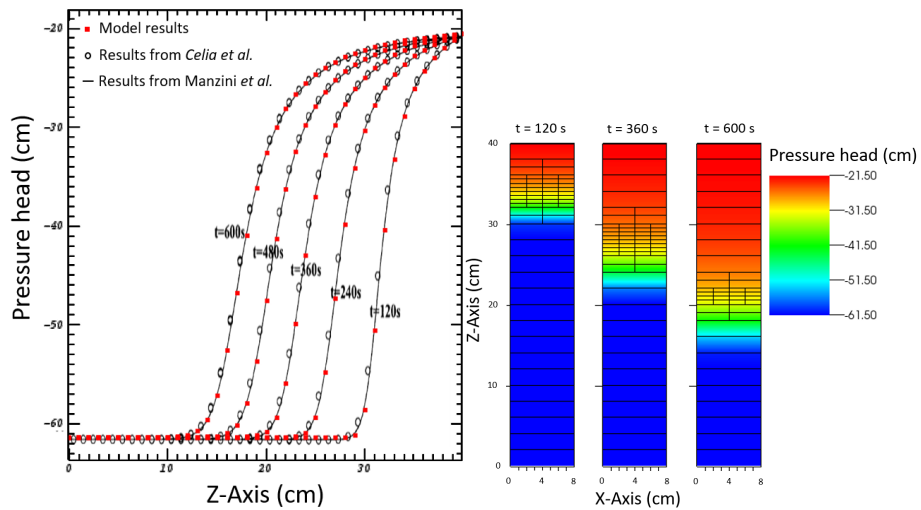 Model results
Results from Celia et al.
Results from Manzini et al.
Pressure head (cm)
-20
-30
-40
-50
-60
t=600s
t=480s
t=360s
t=240s
t=120s
0
10
20
30
Z-Axis (cm)
t = 120 s
t = 360 s
t = 600 s
Z-Axis (cm)
40
30
20
10
0
0 4 8
0 4 8
0 4 8
X-Axis (cm)
Pressure head (cm)
-21.50
-31.50
-41.50
-51.50
-61.50